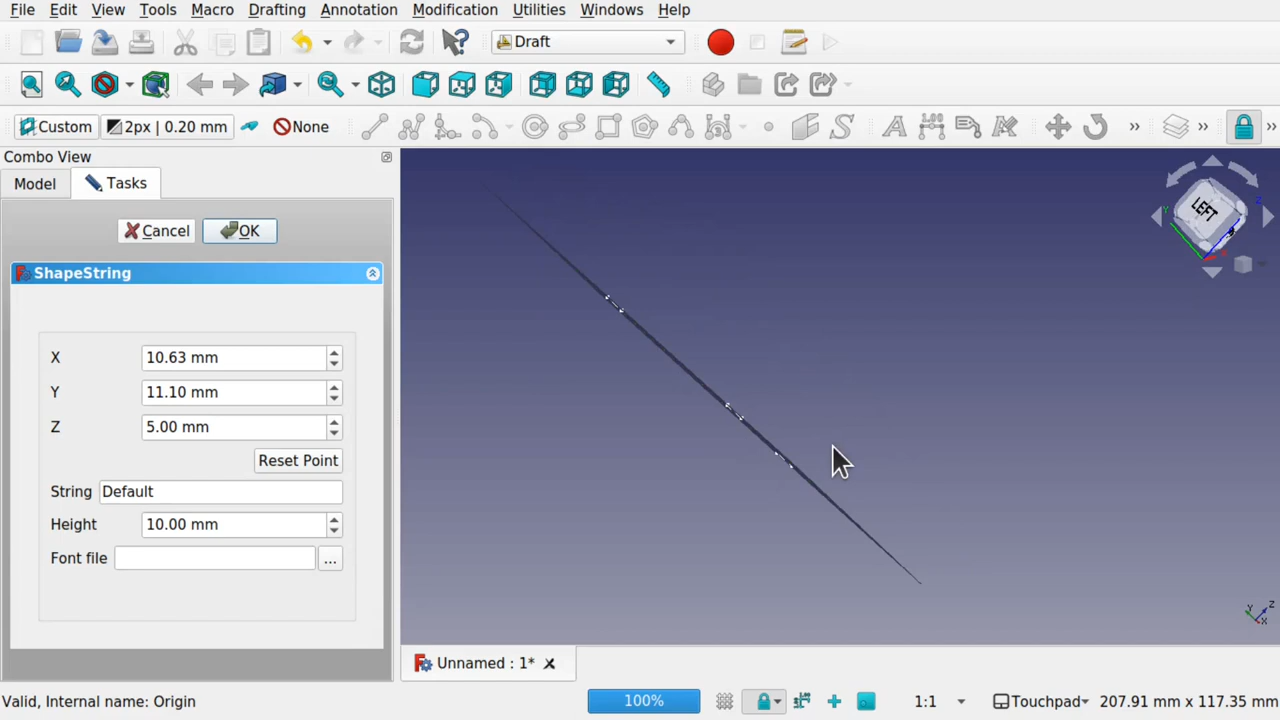 File Edit View Tools Macro Drafting Annotation Modification Utilities Windows Help
Draft
Custom 2px | 0.20 mm None
Combo View
Model Tasks
Cancel OK
ShapeString
X 10.63 mm
Y 11.10 mm
Z 5.00 mm
Reset Point
String Default
Height 10.00 mm
Font file ...
LEFT
Y Z X
Y Z X
Unnamed : 1*
Valid, Internal name: Origin 100% 1:1 Touchpad 207.91 mm x 117.35 mm